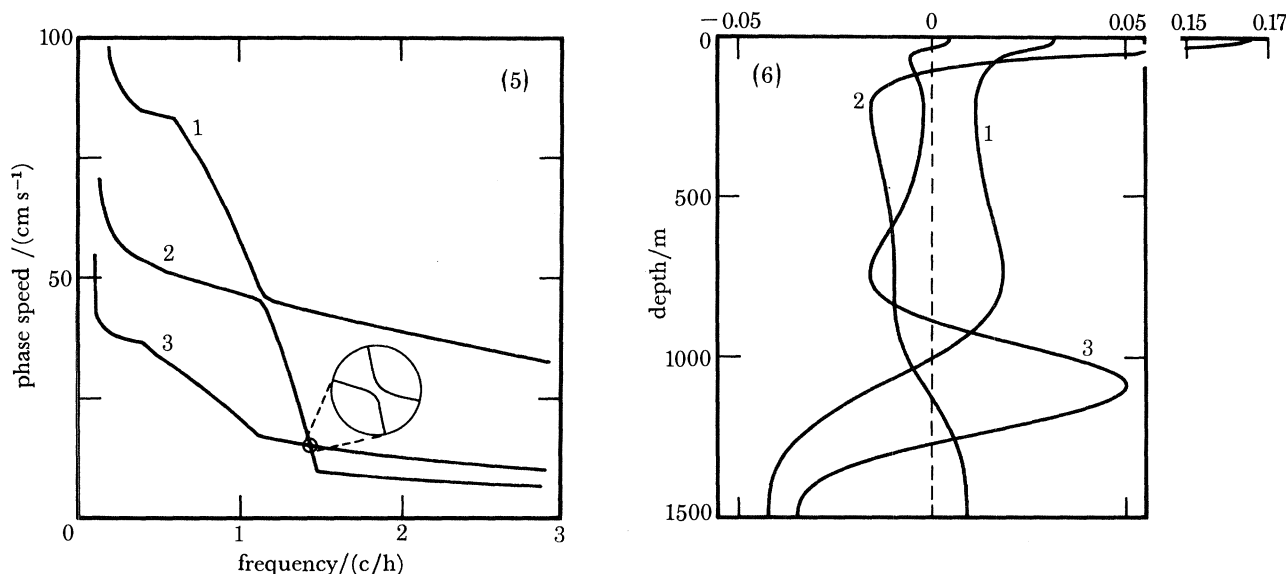 100
(5)
1
phase speed /(cm s⁻¹)
2
50
3
0 1 2 3
frequency/(c/h)
−0.05 0 0.05 0.15 0.17
0
(6)
2
1
500
depth/m
1000
3
1500